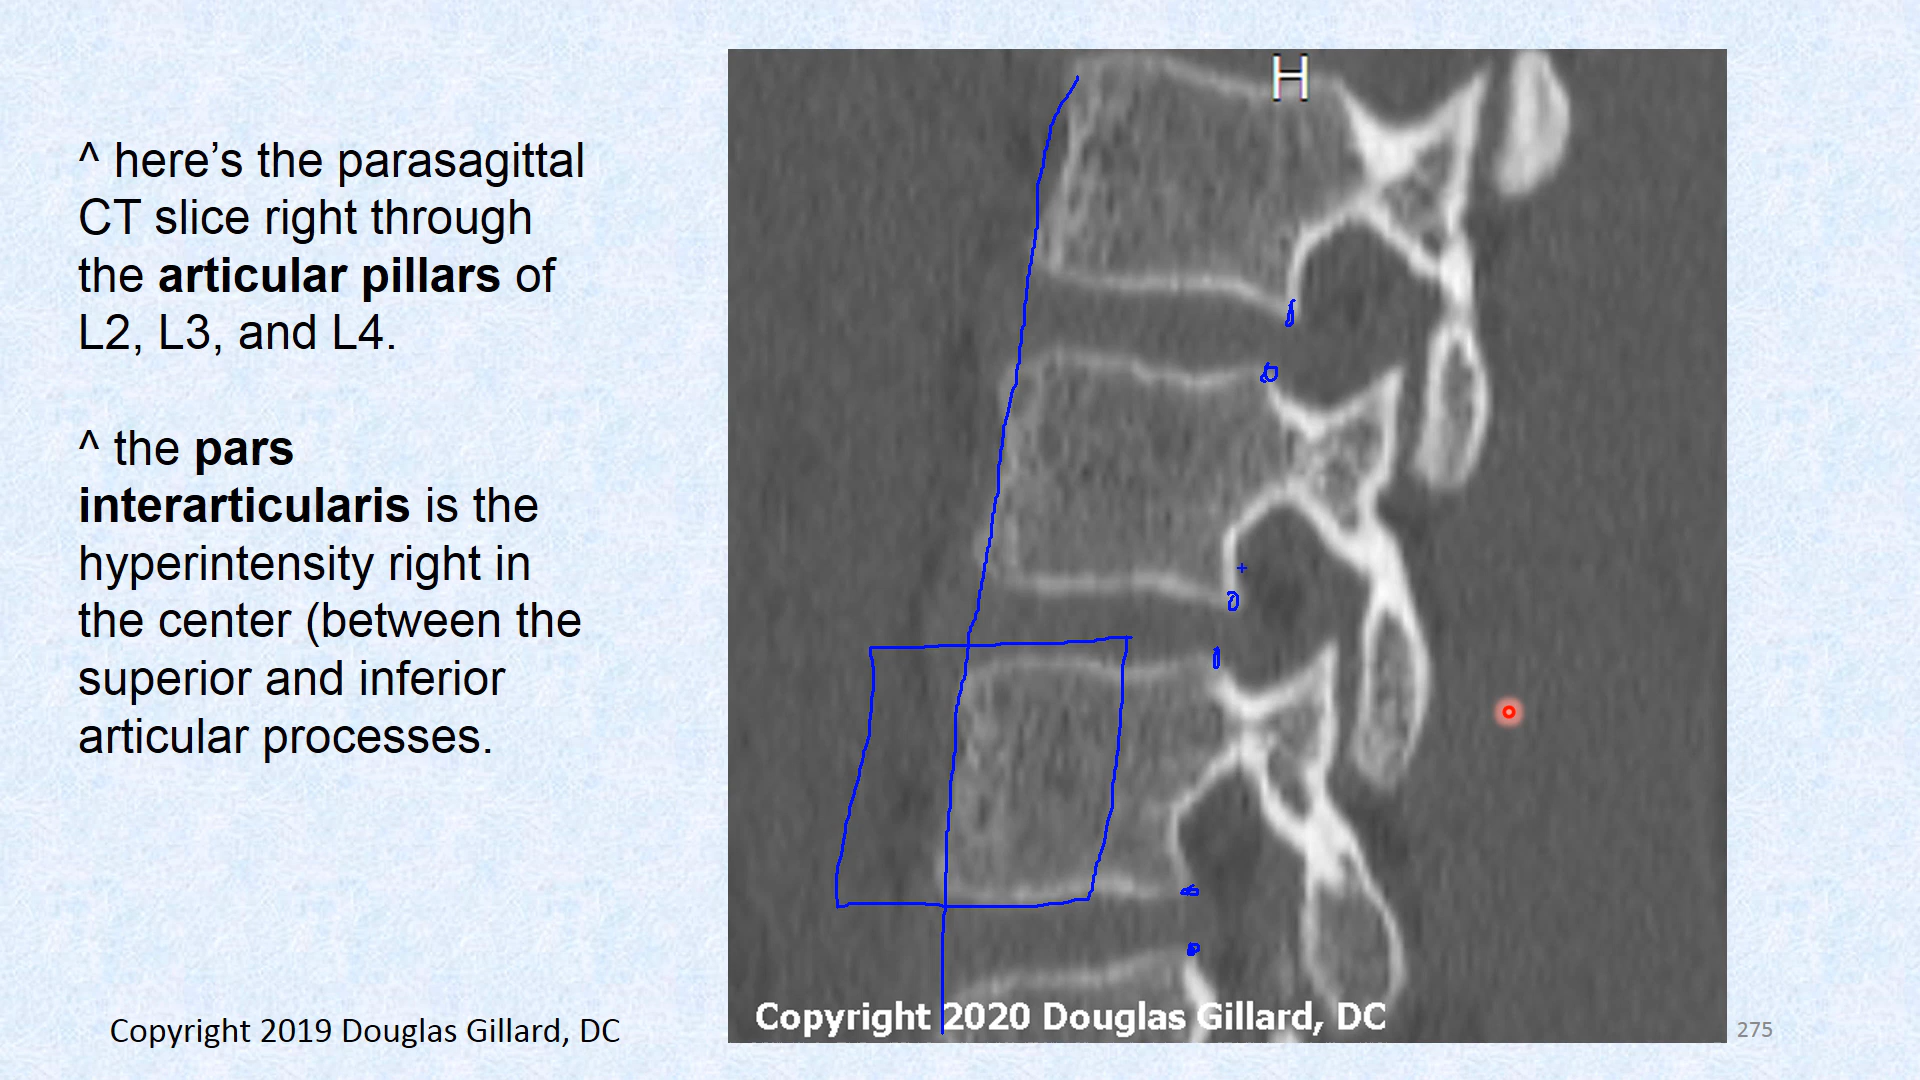 ^ here’s the parasagittal
CT slice right through
the articular pillars of
L2, L3, and L4.
^ the pars
interarticularis is the
hyperintensity right in
the center (between the
superior and inferior
articular processes.
H
Copyright 2020 Douglas Gillard, DC
Copyright 2019 Douglas Gillard, DC
275